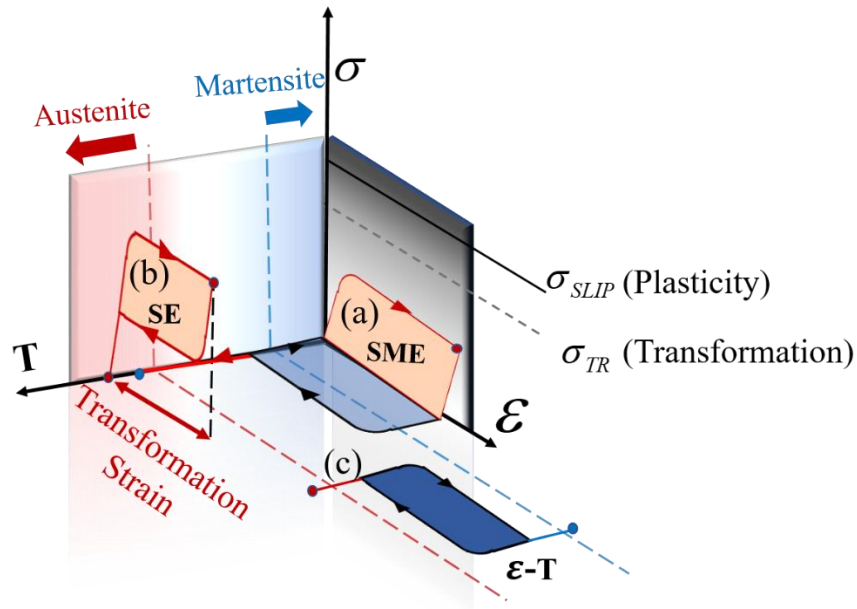 σ
Martensite
Austenite
(b)
SE
(a)
SME
σSLIP (Plasticity)
σTR (Transformation)
T
ε
Transformation
Strain
(c)
ε-T